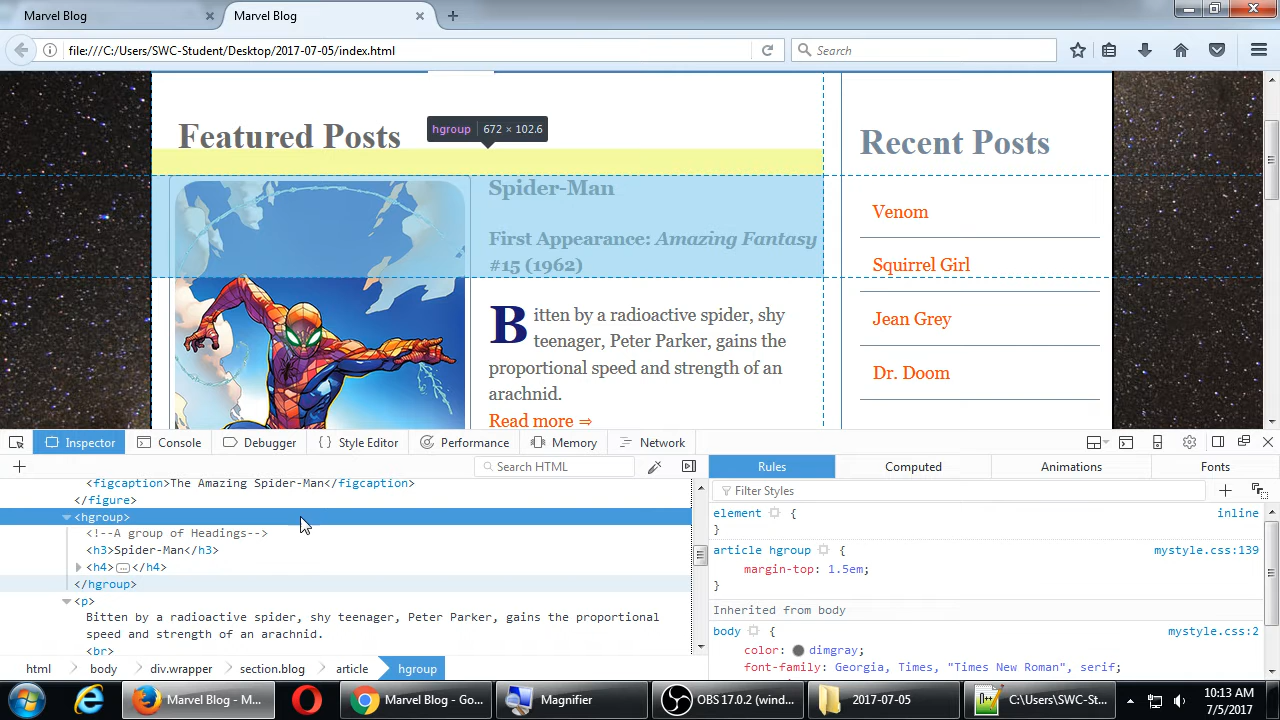 Marvel Blog
Marvel Blog
file:///C:/Users/SWC-Student/Desktop/2017-07-05/index.html
Search
Featured Posts
hgroup 672 × 102.6
Recent Posts
Spider-Man
Venom
First Appearance: Amazing Fantasy
#15 (1962)
Squirrel Girl
Bitten by a radioactive spider, shy
teenager, Peter Parker, gains the
proportional speed and strength of an
arachnid.
Jean Grey
Dr. Doom
Read more ⇒
Inspector Console Debugger Style Editor Performance Memory Network
Search HTML
Rules Computed Animations Fonts
Filter Styles
<figcaption>The Amazing Spider-Man</figcaption>
</figure>
<hgroup>
<!--A group of Headings-->
<h3>Spider-Man</h3>
<h4>…</h4>
</hgroup>
<p>
Bitten by a radioactive spider, shy teenager, Peter Parker, gains the proportional
speed and strength of an arachnid.
<br>
element { inline
}
article hgroup { mystyle.css:139
margin-top: 1.5em;
}
Inherited from body
body { mystyle.css:2
color: dimgray;
font-family: Georgia, Times, "Times New Roman", serif;
html body div.wrapper section.blog article hgroup
Marvel Blog - M...
Marvel Blog - Go...
Magnifier
OBS 17.0.2 (wind...
2017-07-05
C:\Users\SWC-St...
10:13 AM
7/5/2017